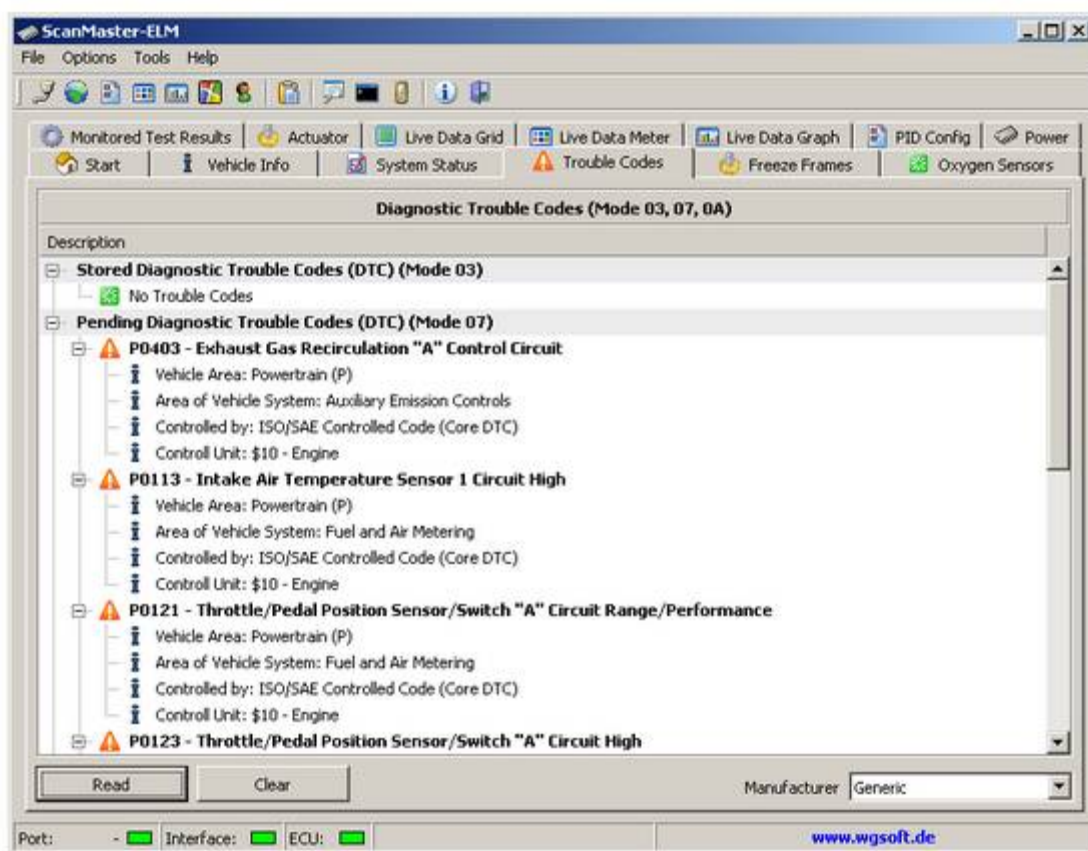 ScanMaster-ELM
File Options Tools Help
Monitored Test Results Actuator Live Data Grid Live Data Meter Live Data Graph PID Config Power
Start Vehicle Info System Status Trouble Codes Freeze Frames Oxygen Sensors
Diagnostic Trouble Codes (Mode 03, 07, 0A)
Description
Stored Diagnostic Trouble Codes (DTC) (Mode 03)
No Trouble Codes
Pending Diagnostic Trouble Codes (DTC) (Mode 07)
P0403 - Exhaust Gas Recirculation "A" Control Circuit
Vehicle Area: Powertrain (P)
Area of Vehicle System: Auxiliary Emission Controls
Controlled by: ISO/SAE Controlled Code (Core DTC)
Controll Unit: $10 - Engine
P0113 - Intake Air Temperature Sensor 1 Circuit High
Vehicle Area: Powertrain (P)
Area of Vehicle System: Fuel and Air Metering
Controlled by: ISO/SAE Controlled Code (Core DTC)
Controll Unit: $10 - Engine
P0121 - Throttle/Pedal Position Sensor/Switch "A" Circuit Range/Performance
Vehicle Area: Powertrain (P)
Area of Vehicle System: Fuel and Air Metering
Controlled by: ISO/SAE Controlled Code (Core DTC)
Controll Unit: $10 - Engine
P0123 - Throttle/Pedal Position Sensor/Switch "A" Circuit High
Read Clear Manufacturer Generic
Port: - Interface: ECU: www.wgsoft.de